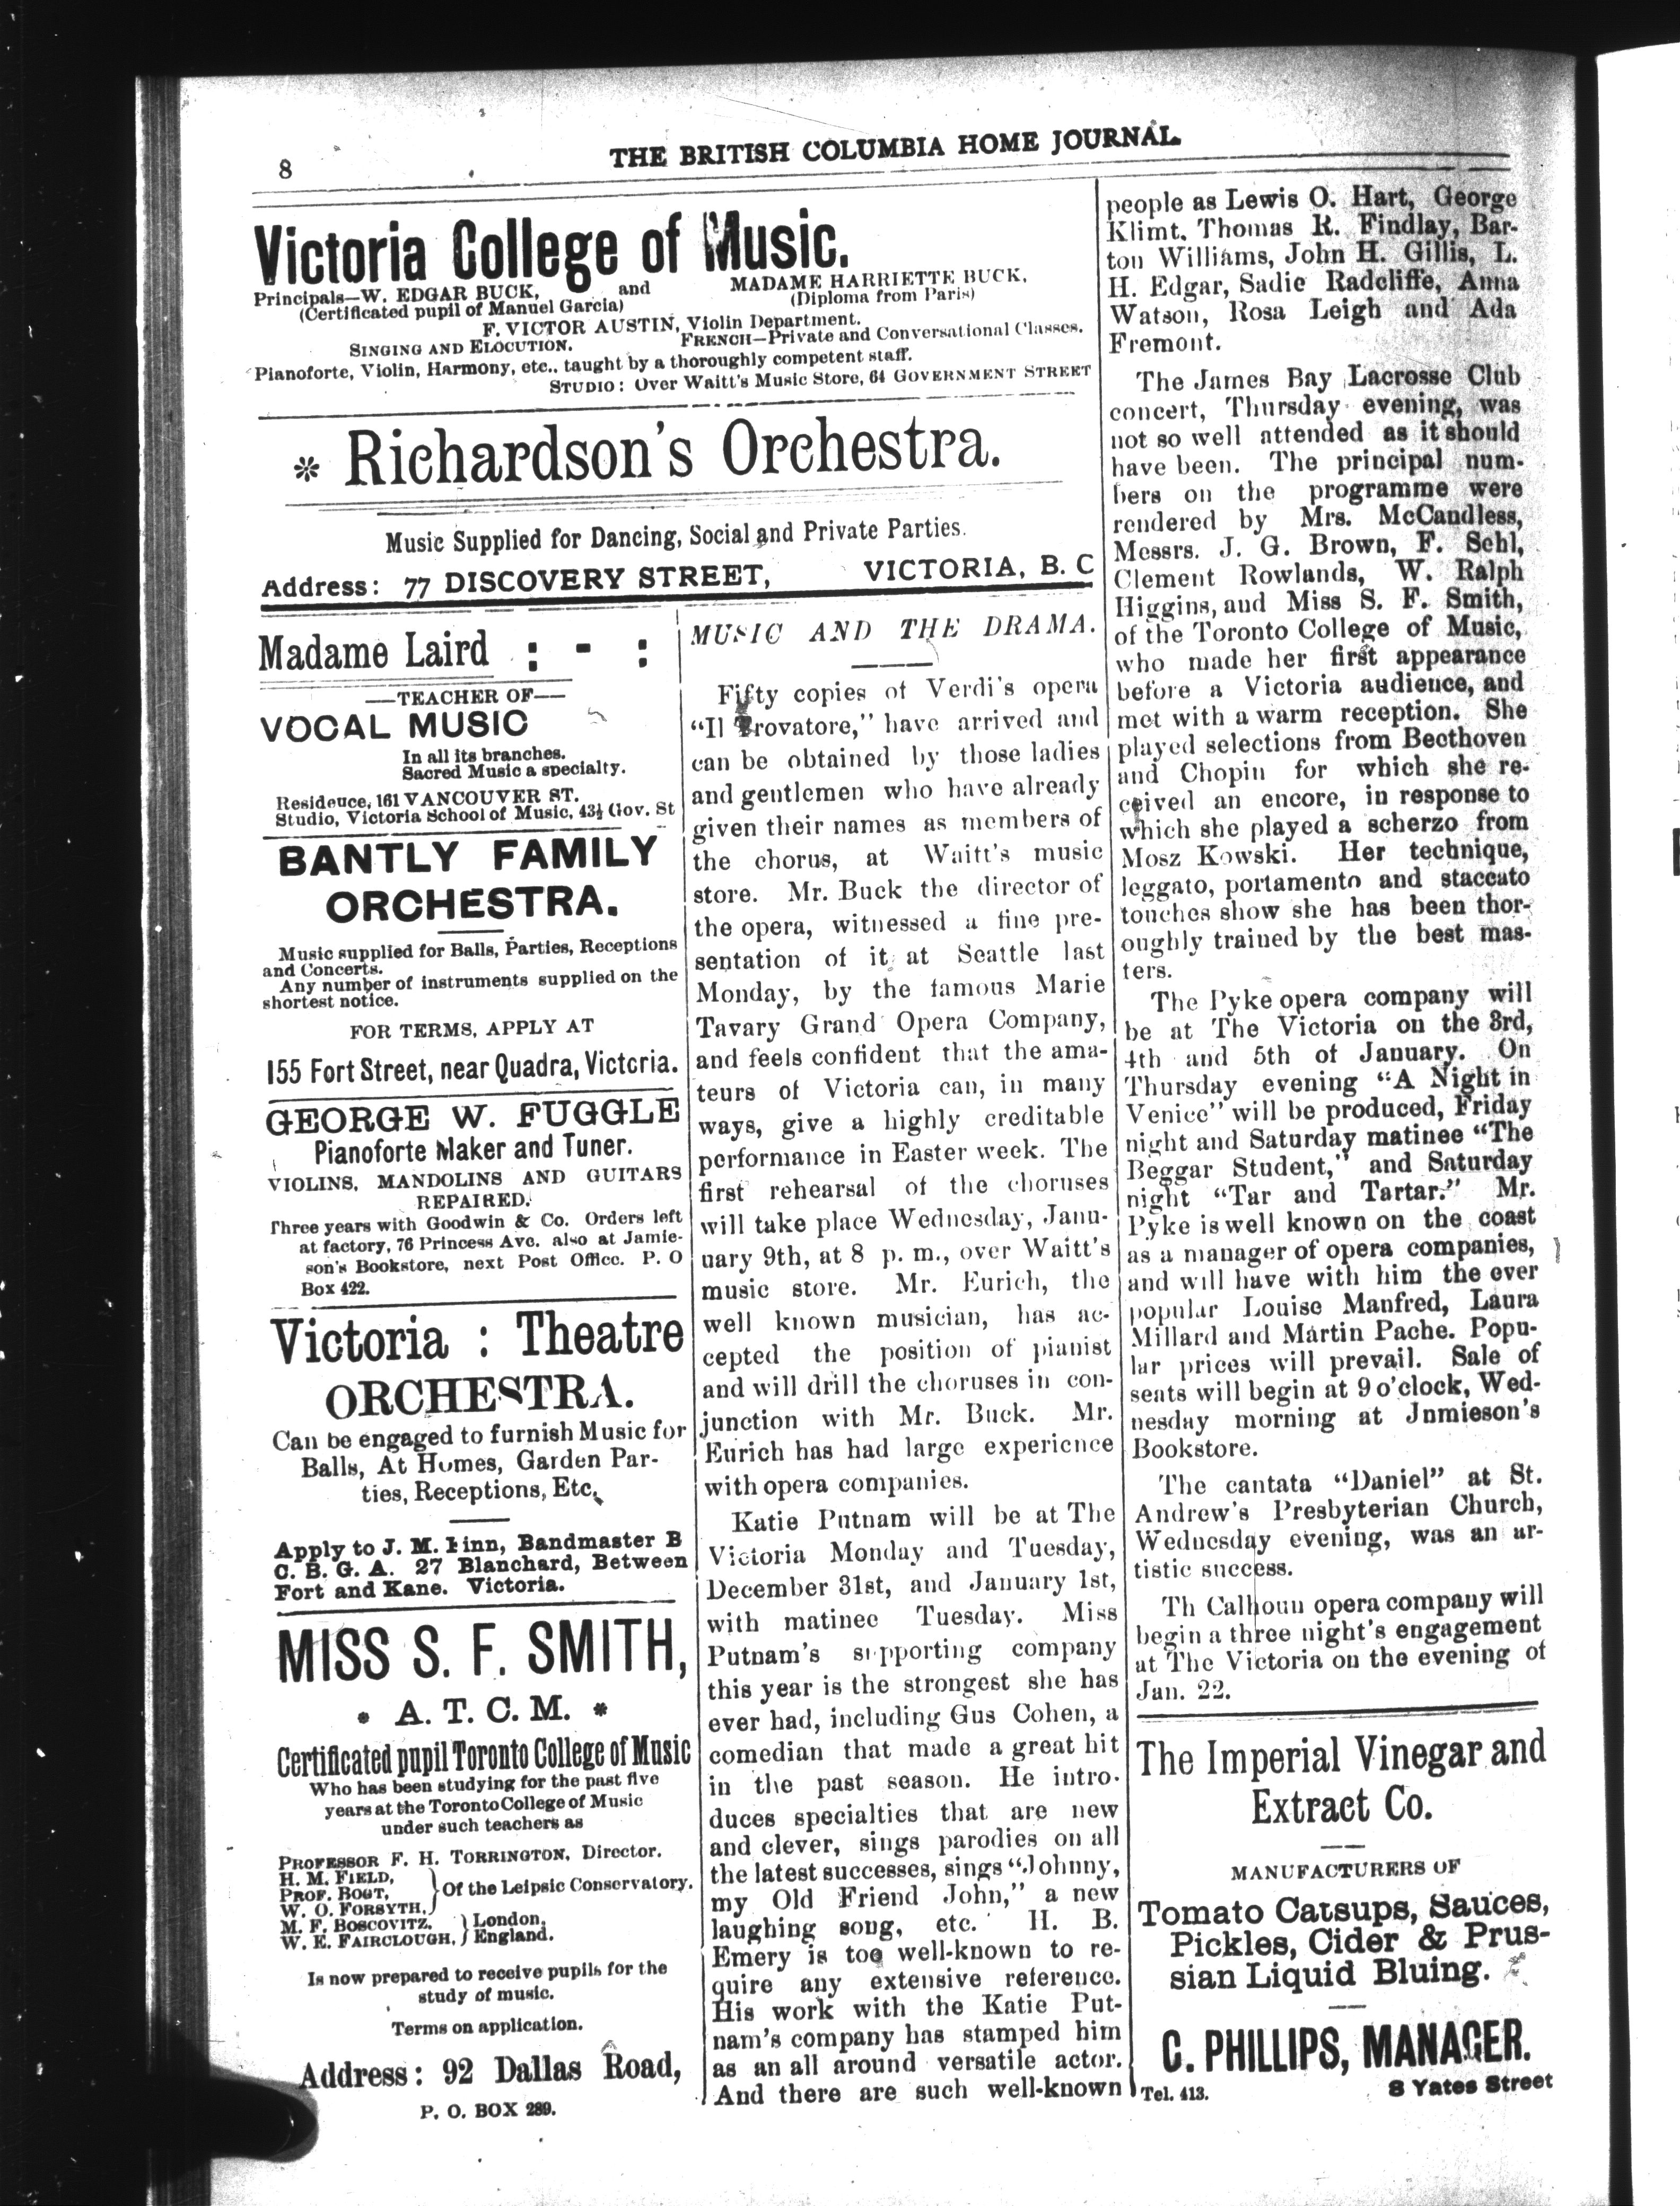 8
THE BRITISH COLUMBIA HOME JOURNAL.
Victoria College of Music.
Principals—W. EDGAR BUCK, and MADAME HARRIETTE BUCK,
(Certificated pupil of Manuel Garcia) (Diploma from Paris)
F. VICTOR AUSTIN, Violin Department.
SINGING AND ELOCUTION. FRENCH—Private and Conversational Classes.
Pianoforte, Violin, Harmony, etc., taught by a thoroughly competent staff.
STUDIO: Over Waitt's Music Store, 64 GOVERNMENT STREET
* Richardson's Orchestra.
Music Supplied for Dancing, Social and Private Parties.
Address: 77 DISCOVERY STREET, VICTORIA, B. C
Madame Laird : - :
—TEACHER OF—
VOCAL MUSIC
In all its branches.
Sacred Music a specialty.
Residence, 161 VANCOUVER ST.
Studio, Victoria School of Music, 43½ Gov. St
BANTLY FAMILY
ORCHESTRA.
Music supplied for Balls, Parties, Receptions
and Concerts.
Any number of instruments supplied on the
shortest notice.
FOR TERMS, APPLY AT
155 Fort Street, near Quadra, Victoria.
GEORGE W. FUGGLE
Pianoforte Maker and Tuner.
VIOLINS, MANDOLINS AND GUITARS
REPAIRED.
Three years with Goodwin & Co. Orders left
at factory, 76 Princess Ave. also at Jamie-
son's Bookstore, next Post Office. P. O
Box 422.
Victoria : Theatre
ORCHESTRA.
Can be engaged to furnish Music for
Balls, At Homes, Garden Par-
ties, Receptions, Etc.
Apply to J. M. Finn, Bandmaster B
C. B. G. A. 27 Blanchard, Between
Fort and Kane. Victoria.
MISS S. F. SMITH,
* A. T. C. M. *
Certificated pupil Toronto College of Music
Who has been studying for the past five
years at the Toronto College of Music
under such teachers as
PROFESSOR F. H. TORRINGTON, Director.
H. M. FIELD,
PROF. BOGT, } Of the Leipsic Conservatory.
W. O. FORSYTH,
M. F. BOSCOVITZ, } London,
W. E. FAIRCLOUGH, } England.
Is now prepared to receive pupils for the
study of music.
Terms on application.
Address: 92 Dallas Road,
P. O. BOX 289.
MUSIC AND THE DRAMA.
Fifty copies of Verdi's opera
"Il Trovatore," have arrived and
can be obtained by those ladies
and gentlemen who have already
given their names as members of
the chorus, at Waitt's music
store. Mr. Buck the director of
the opera, witnessed a fine pre-
sentation of it at Seattle last
Monday, by the famous Marie
Tavary Grand Opera Company,
and feels confident that the ama-
teurs of Victoria can, in many
ways, give a highly creditable
performance in Easter week. The
first rehearsal of the choruses
will take place Wednesday, Janu-
uary 9th, at 8 p. m., over Waitt's
music store. Mr. Eurich, the
well known musician, has ac-
cepted the position of pianist
and will drill the choruses in con-
junction with Mr. Buck. Mr.
Eurich has had large experience
with opera companies.
Katie Putnam will be at The
Victoria Monday and Tuesday,
December 31st, and January 1st,
with matinee Tuesday. Miss
Putnam's supporting company
this year is the strongest she has
ever had, including Gus Cohen, a
comedian that made a great hit
in the past season. He intro-
duces specialties that are new
and clever, sings parodies on all
the latest successes, sings "Johnny,
my Old Friend John," a new
laughing song, etc. H. B.
Emery is too well-known to re-
quire any extensive reference.
His work with the Katie Put-
nam's company has stamped him
as an all around versatile actor.
And there are such well-known
people as Lewis O. Hart, George
Klimt, Thomas R. Findlay, Bar-
ton Williams, John H. Gillis, L.
H. Edgar, Sadie Radcliffe, Anna
Watson, Rosa Leigh and Ada
Fremont.
The James Bay Lacrosse Club
concert, Thursday evening, was
not so well attended as it should
have been. The principal num-
bers on the programme were
rendered by Mrs. McCandless,
Messrs. J. G. Brown, F. Sehl,
Clement Rowlands, W. Ralph
Higgins, and Miss S. F. Smith,
of the Toronto College of Music,
who made her first appearance
before a Victoria audience, and
met with a warm reception. She
played selections from Beethoven
and Chopin for which she re-
ceived an encore, in response to
which she played a scherzo from
Mosz Kowski. Her technique,
leggato, portamento and staccato
touches show she has been thor-
oughly trained by the best mas-
ters.
The Pyke opera company will
be at The Victoria on the 3rd,
4th and 5th of January. On
Thursday evening "A Night in
Venice" will be produced, Friday
night and Saturday matinee "The
Beggar Student," and Saturday
night "Tar and Tartar." Mr.
Pyke is well known on the coast
as a manager of opera companies,
and will have with him the ever
popular Louise Manfred, Laura
Millard and Martin Pache. Popu-
lar prices will prevail. Sale of
seats will begin at 9 o'clock, Wed-
nesday morning at Jnmieson's
Bookstore.
The cantata "Daniel" at St.
Andrew's Presbyterian Church,
Wednesday evening, was an ar-
tistic success.
Th Calhoun opera company will
begin a three night's engagement
at The Victoria on the evening of
Jan. 22.
The Imperial Vinegar and
Extract Co.
MANUFACTURERS OF
Tomato Catsups, Sauces,
Pickles, Cider & Prus-
sian Liquid Bluing.
C. PHILLIPS, MANAGER.
Tel. 413. 8 Yates Street